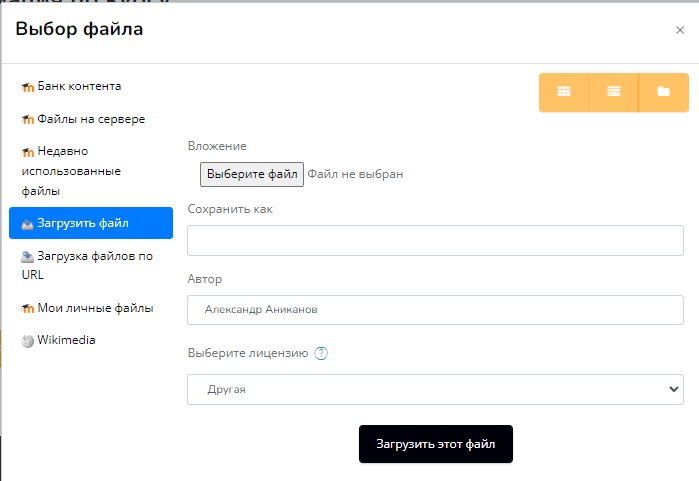 Выбор файла
×
Банк контента
Файлы на сервере
Недавно
использованные
файлы
Загрузить файл
Загрузка файлов по
URL
Мои личные файлы
Wikimedia
Вложение
Выберите файл Файл не выбран
Сохранить как
Автор
Александр Аниканов
Выберите лицензию ?
Другая
Загрузить этот файл